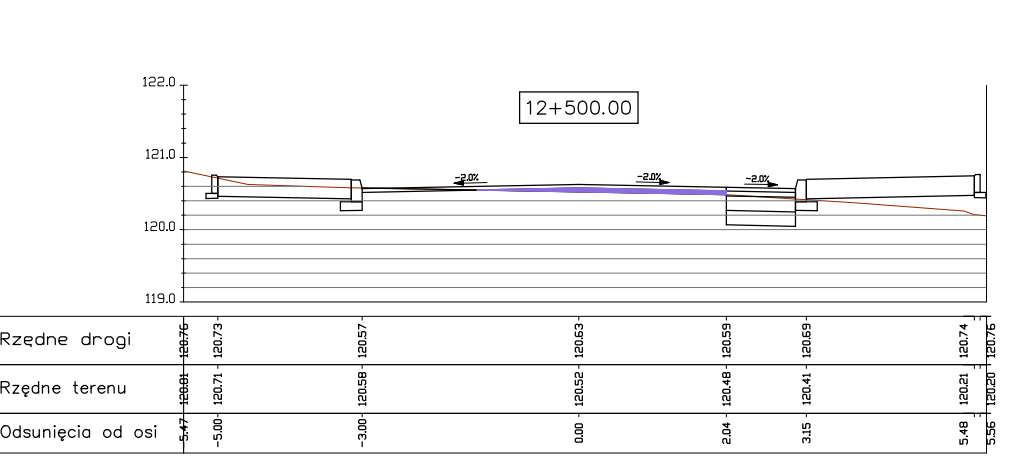 122.0
12+500.00
121.0
-2.0% -2.0% -2.0%
120.0
119.0
Rzędne drogi 120.76 120.73 120.57 120.63 120.59 120.69 120.74 120.76
Rzędne terenu 120.81 120.71 120.58 120.52 120.48 120.41 120.21 120.20
Odsunięcia od osi 5.47 -5.00 -3.00 0.00 2.04 3.15 5.48 5.56